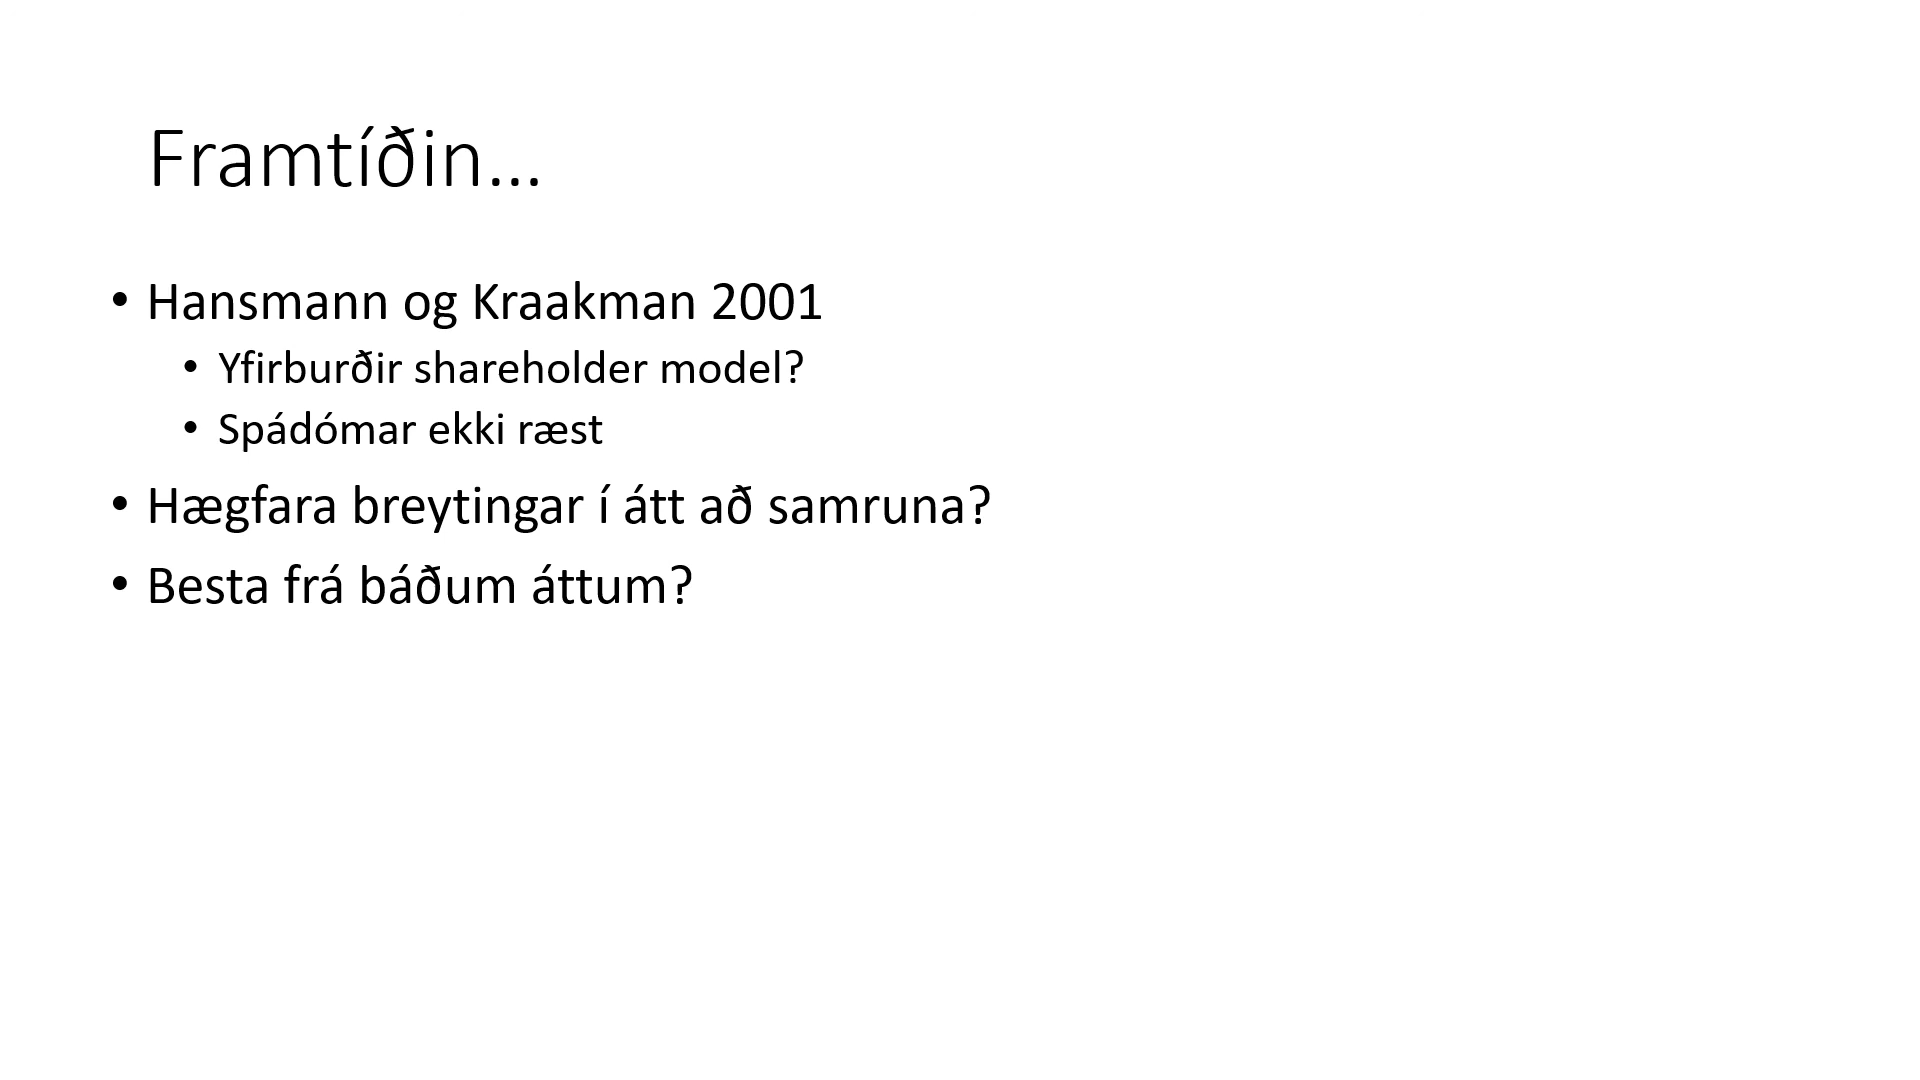 Framtíðin…
• Hansmann og Kraakman 2001
• Yfirburðir shareholder model?
• Spádómar ekki ræst
• Hægfara breytingar í átt að samruna?
• Besta frá báðum áttum?